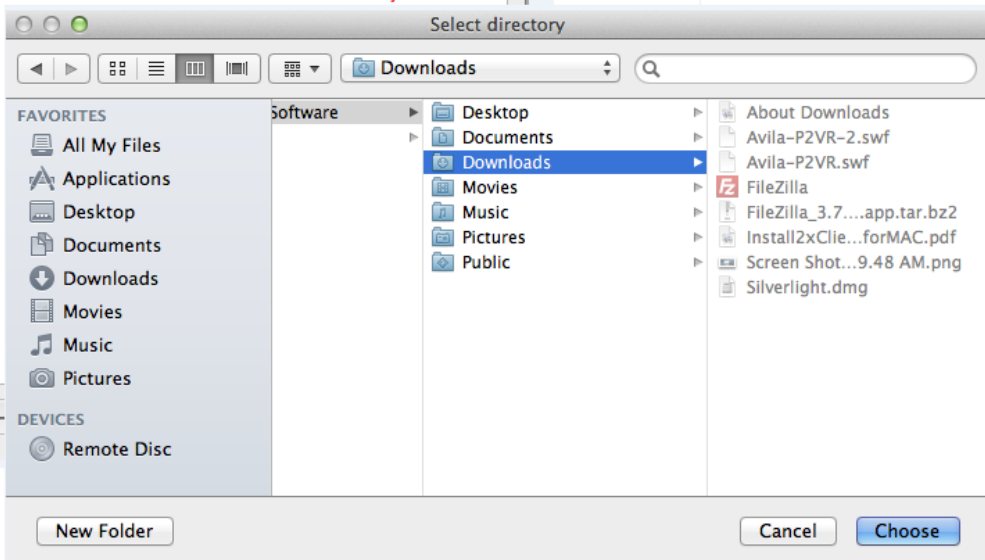 Select directory
Downloads
FAVORITES
All My Files
Applications
Desktop
Documents
Downloads
Movies
Music
Pictures
DEVICES
Remote Disc
Software
Desktop
Documents
Downloads
Movies
Music
Pictures
Public
About Downloads
Avila-P2VR-2.swf
Avila-P2VR.swf
FileZilla
FileZilla_3.7....app.tar.bz2
Install2xClie...forMAC.pdf
Screen Shot...9.48 AM.png
Silverlight.dmg
New Folder
Cancel
Choose